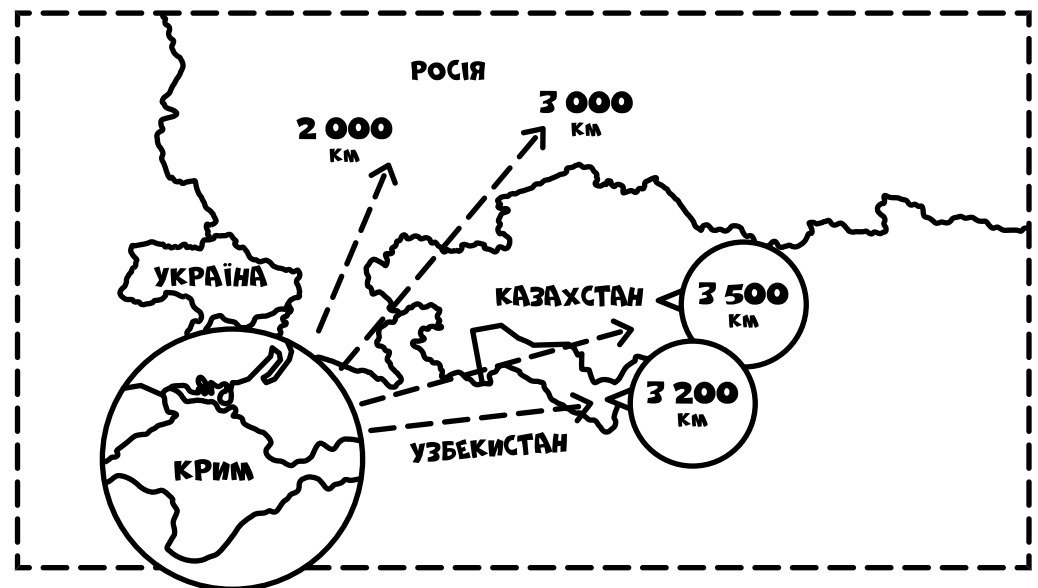 РОСІЯ
3 000
КМ
2 000
КМ
УКРАЇНА
КАЗАХСТАН
3 500
КМ
3 200
КМ
УЗБЕКИСТАН
КРИМ